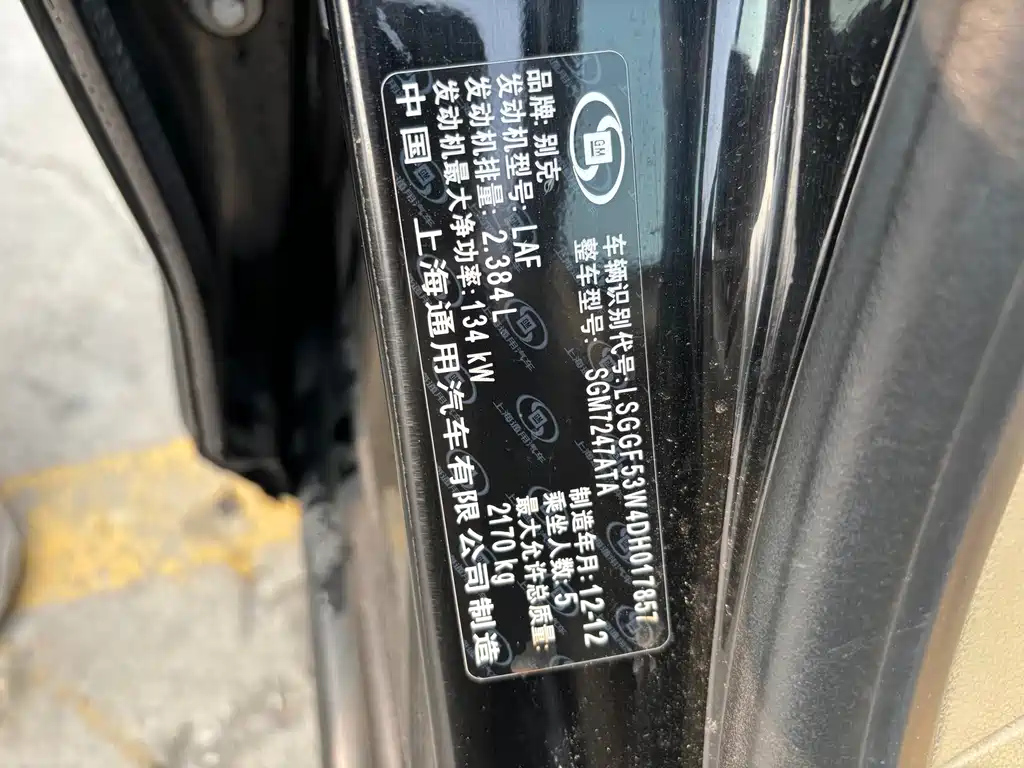 GM
车辆识别代号:LSGGF53W4DH017857
整车型号: SGM7247ATA
品牌:别克
制造年月:12-12
发动机型号:LAF
乘坐人数:5
发动机排量:2.384 L
最大允许总质量:
发动机最大净功率:134 kW
2170kg
中国 上海通用汽车有限公司制造